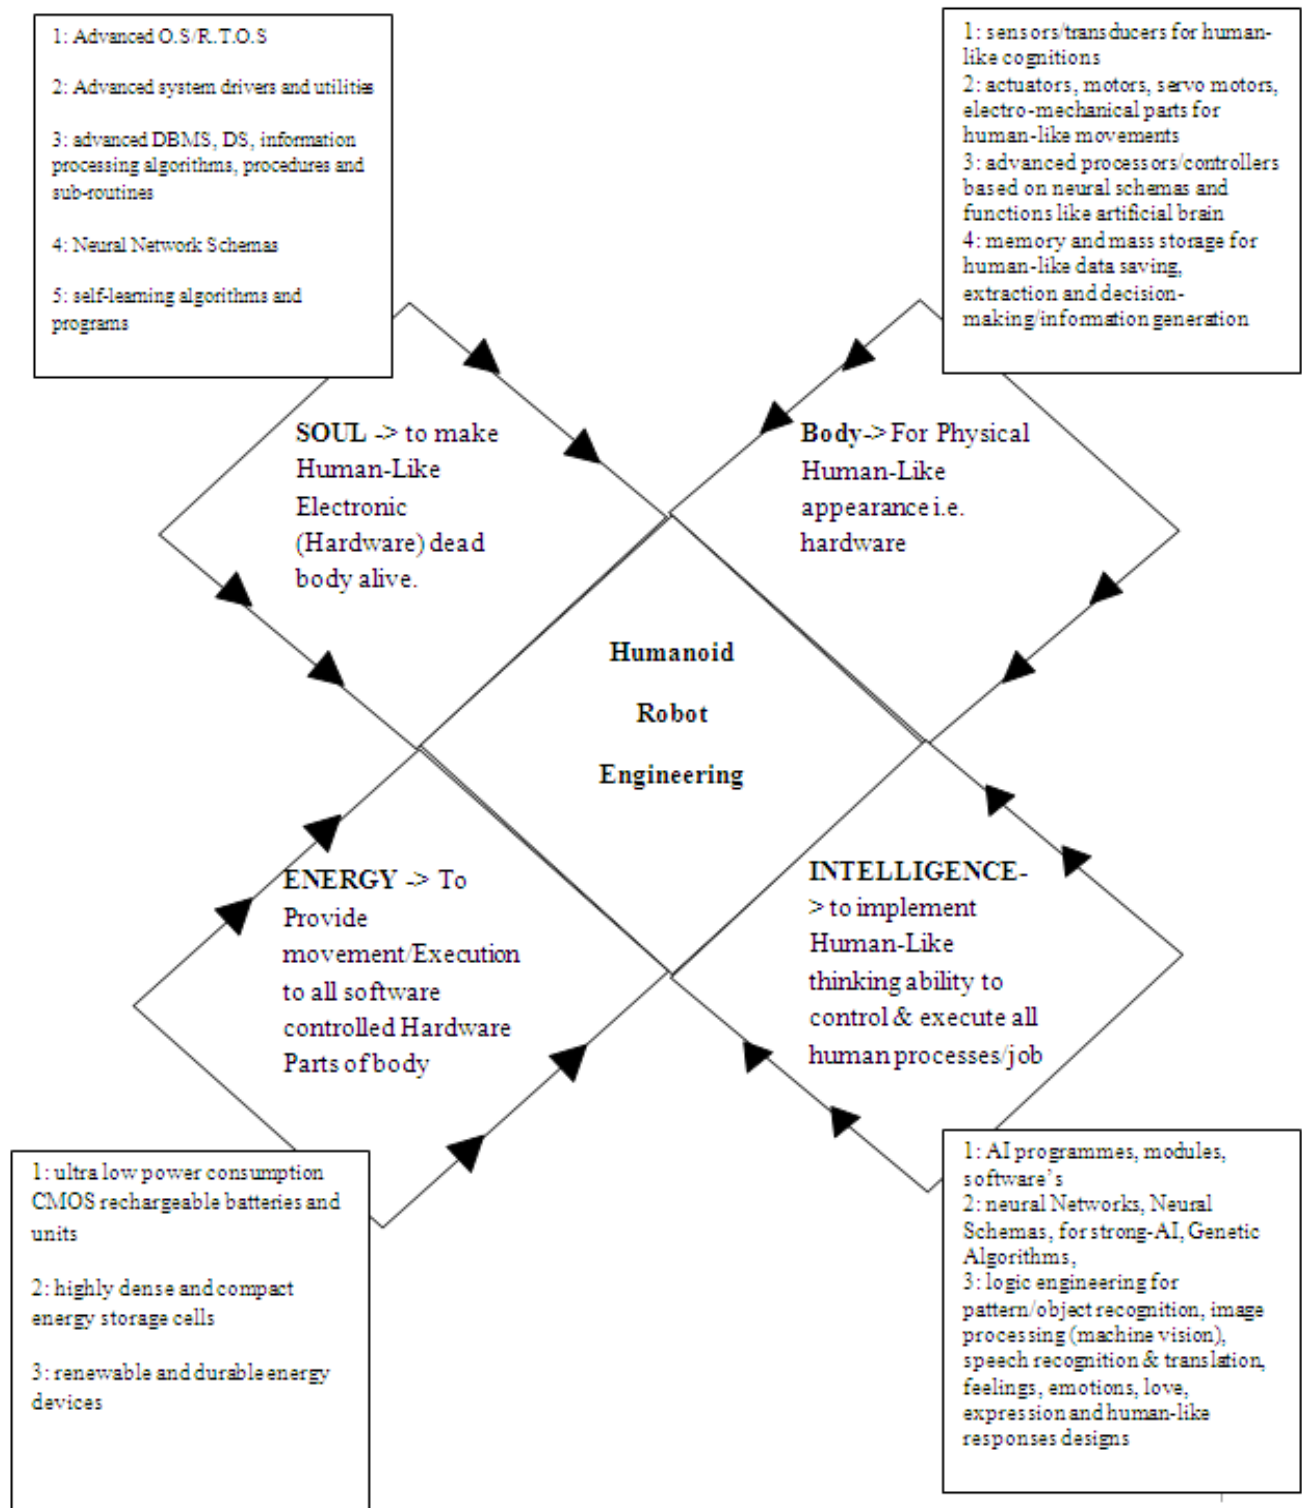 1: Advanced O.S/R.T.O.S
2: Advanced system drivers and utilities
3: advanced DBMS, DS, information
processing algorithms, procedures and
sub-routines
4: Neural Network Schemas
5: self-learning algorithms and
programs
1: sensors/transducers for human-
like cognitions
2: actuators, motors, servo motors,
electro-mechanical parts for
human-like movements
3: advanced processors/controllers
based on neural schemas and
functions like artificial brain
4: memory and mass storage for
human-like data saving,
extraction and decision-
making/information generation
SOUL -> to make
Human-Like
Electronic
(Hardware) dead
body alive.
Body-> For Physical
Human-Like
appearance i.e.
hardware
Humanoid
Robot
Engineering
ENERGY -> To
Provide
movement/Execution
to all software
controlled Hardware
Parts of body
INTELLIGENCE-
> to implement
Human-Like
thinking ability to
control & execute all
human processes/job
1: ultra low power consumption
CMOS rechargeable batteries and
units
2: highly dense and compact
energy storage cells
3: renewable and durable energy
devices
1: AI programmes, modules,
software's
2: neural Networks, Neural
Schemas, for strong-AI, Genetic
Algorithms,
3: logic engineering for
pattern/object recognition, image
processing (machine vision),
speech recognition & translation,
feelings, emotions, love,
expression and human-like
responses designs